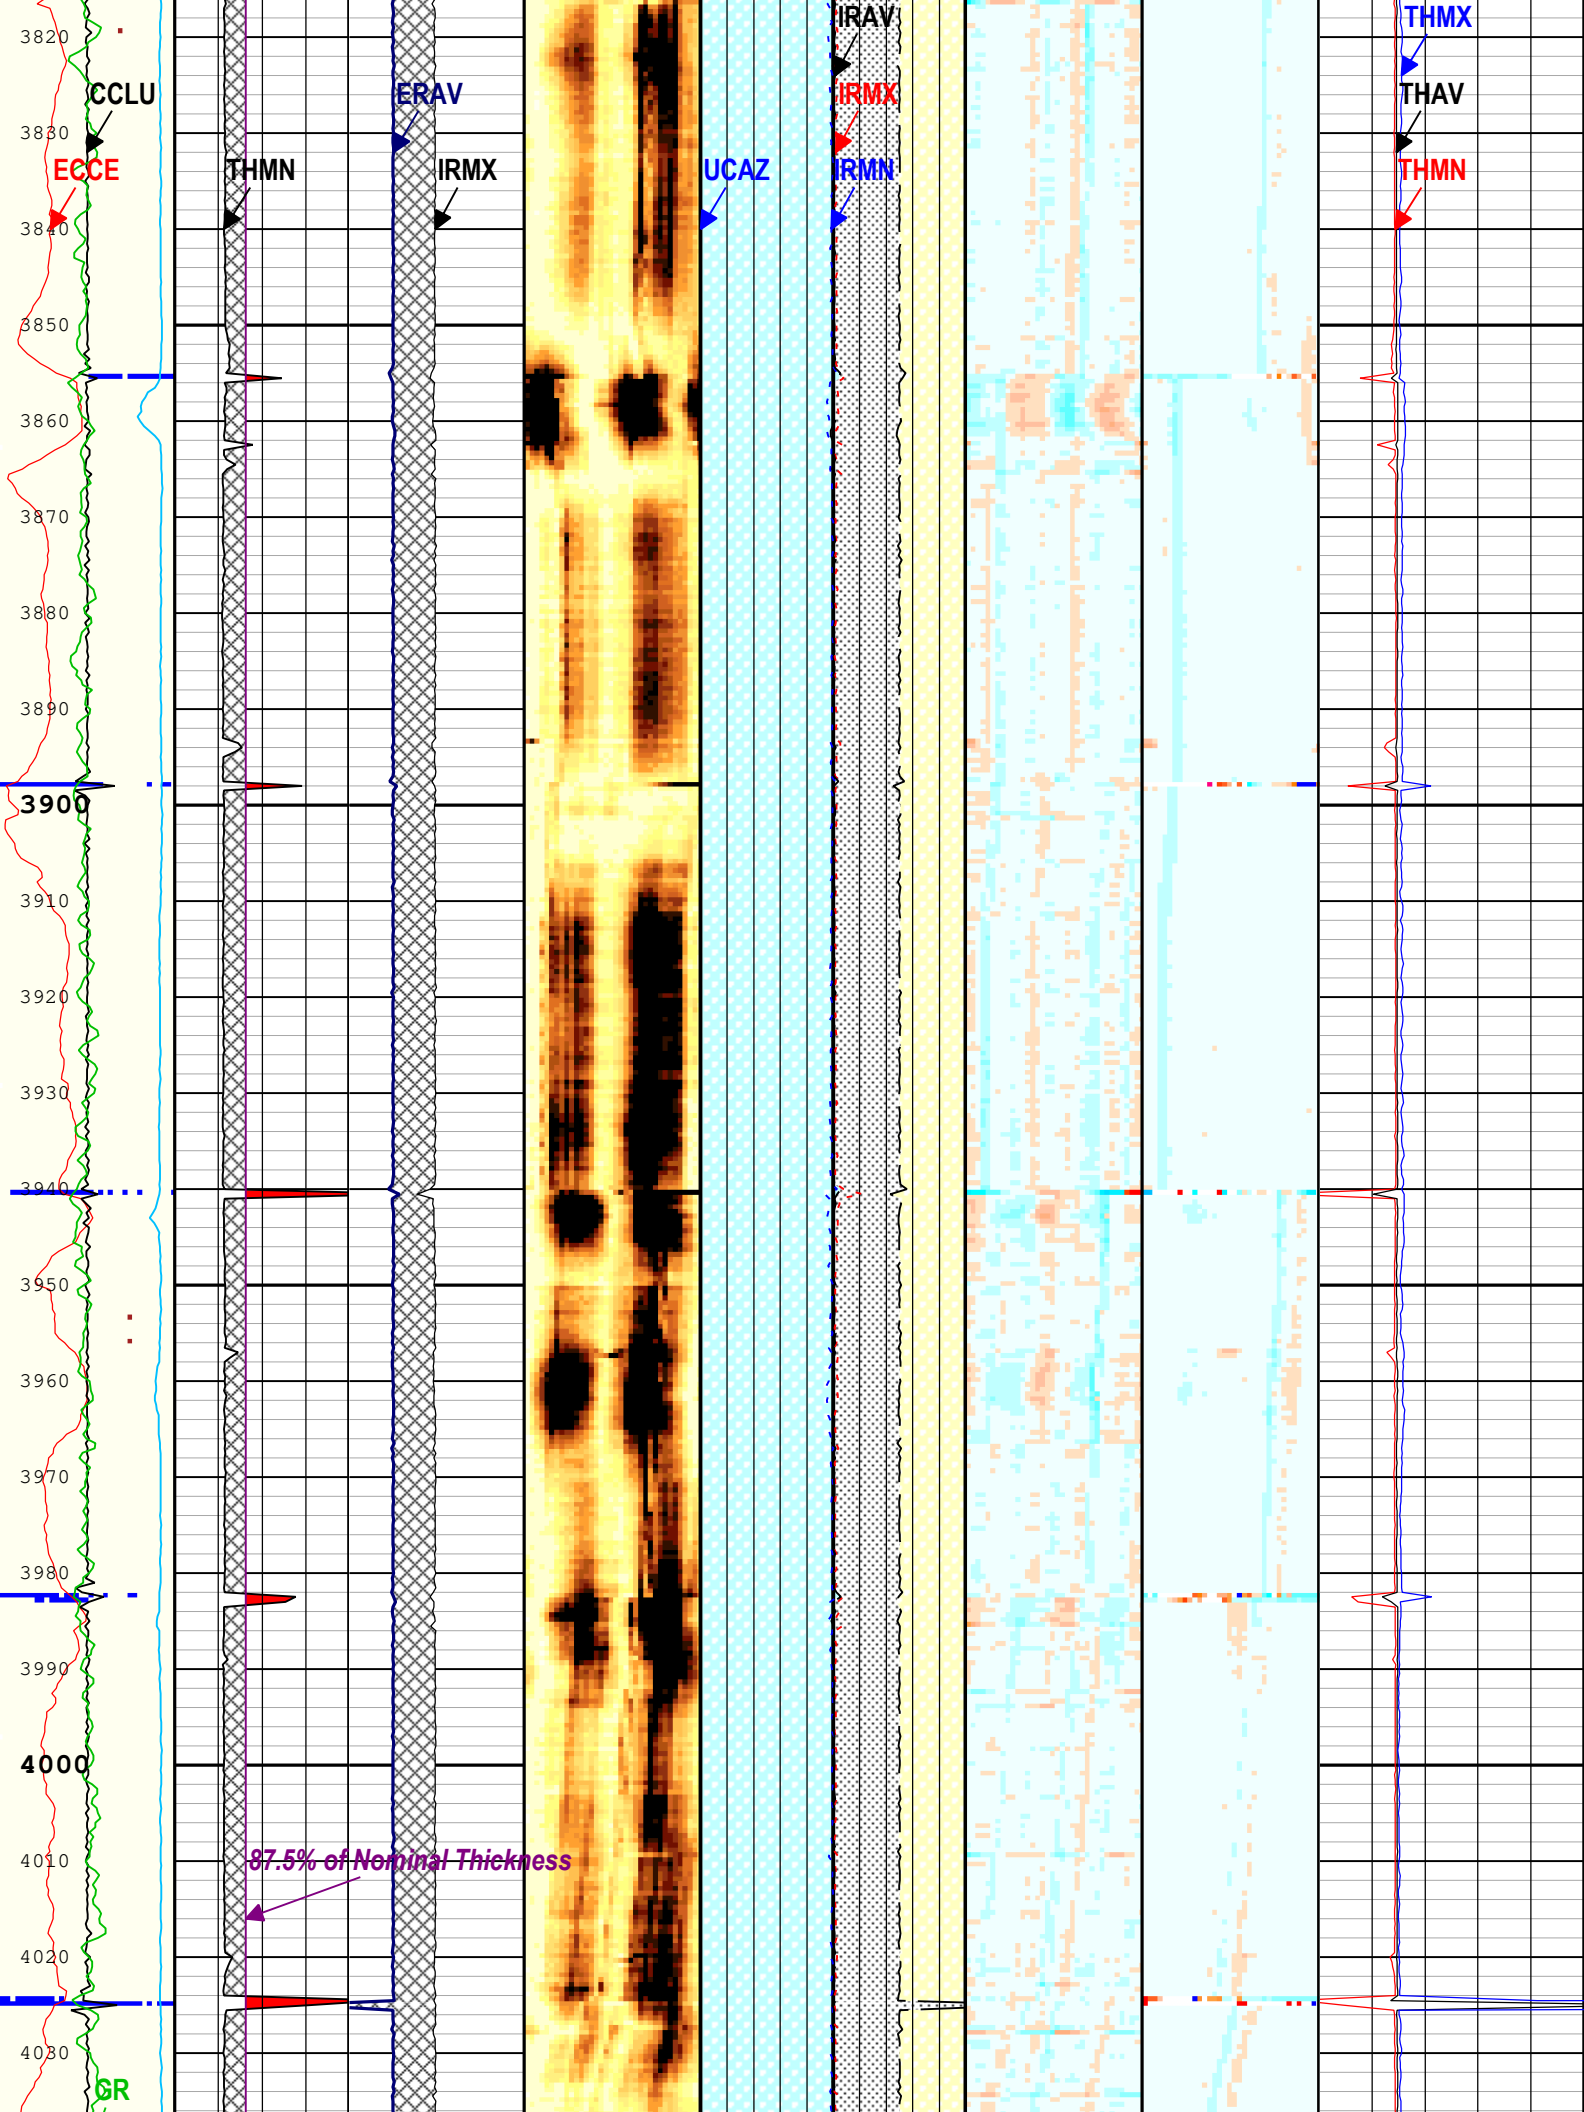 3820
CCLU
3830
ECCE
3840
3850
3860
3870
3880
3890
3900
3910
3920
3930
3940
3950
3960
3970
3980
3990
4000
4010
4020
4030
GR
THMN
ERAV
IRMX
87.5% of Nominal Thickness
UCAZ
IRAV
IRMX
IRMN
THMX
THAV
THMN